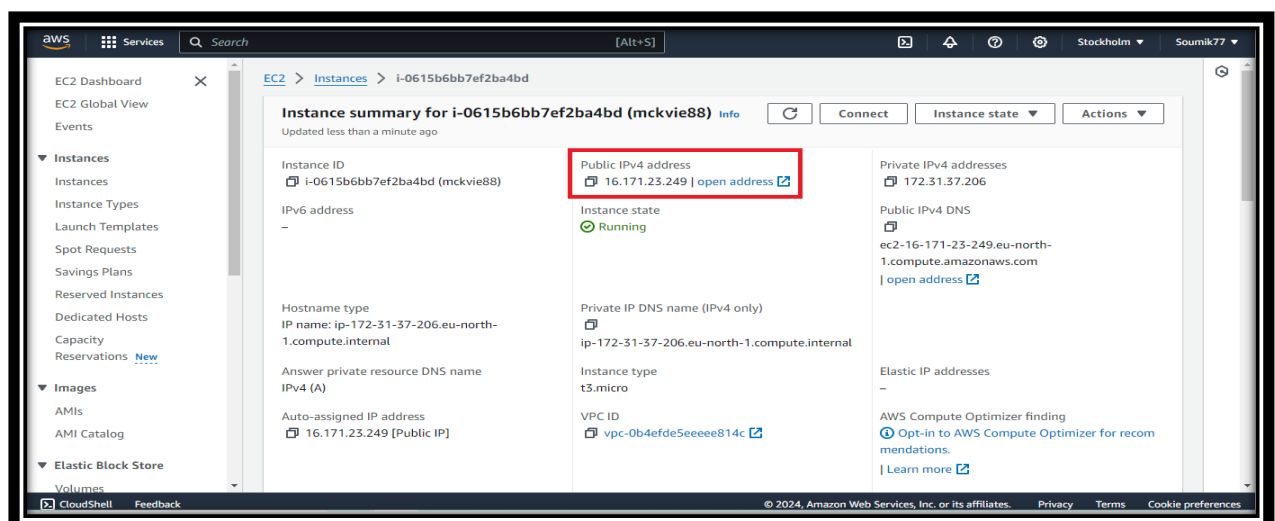 aws Services Search [Alt+S] Stockholm Soumik77
EC2 Dashboard
EC2 Global View
Events
Instances
Instances
Instance Types
Launch Templates
Spot Requests
Savings Plans
Reserved Instances
Dedicated Hosts
Capacity
Reservations New
Images
AMIs
AMI Catalog
Elastic Block Store
Volumes
EC2 > Instances > i-0615b6bb7ef2ba4bd
Instance summary for i-0615b6bb7ef2ba4bd (mckvie88) Info Connect Instance state Actions
Updated less than a minute ago
Instance ID
i-0615b6bb7ef2ba4bd (mckvie88)
Public IPv4 address
16.171.23.249 | open address
Private IPv4 addresses
172.31.37.206
IPv6 address
–
Instance state
Running
Public IPv4 DNS
ec2-16-171-23-249.eu-north-
1.compute.amazonaws.com
| open address
Hostname type
IP name: ip-172-31-37-206.eu-north-
1.compute.internal
Private IP DNS name (IPv4 only)
ip-172-31-37-206.eu-north-1.compute.internal
Answer private resource DNS name
IPv4 (A)
Instance type
t3.micro
Elastic IP addresses
–
Auto-assigned IP address
16.171.23.249 [Public IP]
VPC ID
vpc-0b4efde5eeeee814c
AWS Compute Optimizer finding
Opt-in to AWS Compute Optimizer for recom
mendations.
| Learn more
CloudShell Feedback © 2024, Amazon Web Services, Inc. or its affiliates. Privacy Terms Cookie preferences